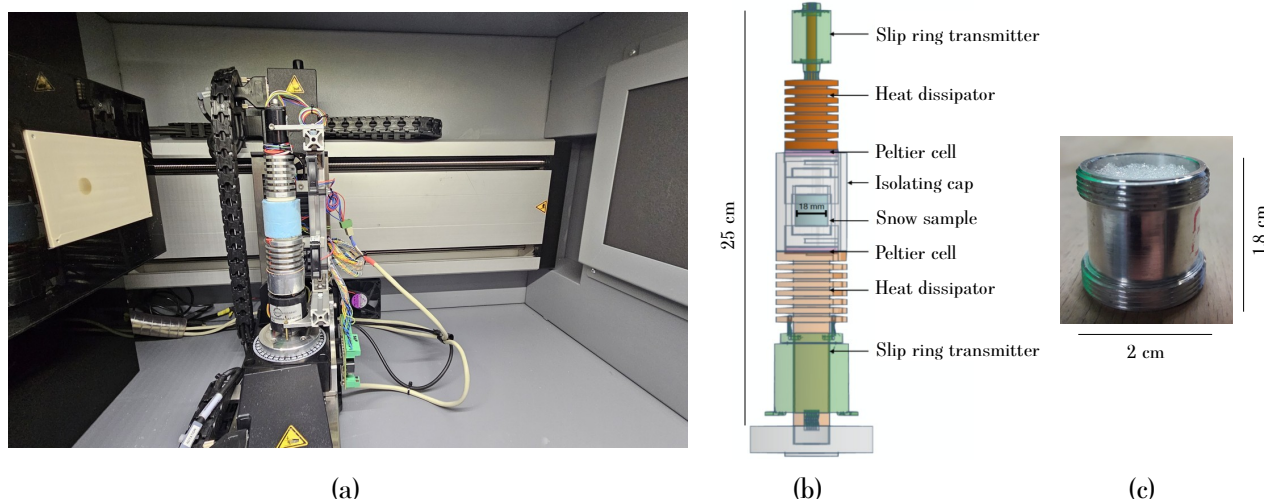 Slip ring transmitter
Heat dissipator
Peltier cell
Isolating cap
18 mm
Snow sample
Peltier cell
Heat dissipator
Slip ring transmitter
25 cm
1.8 cm
2 cm
(a)
(b)
(c)